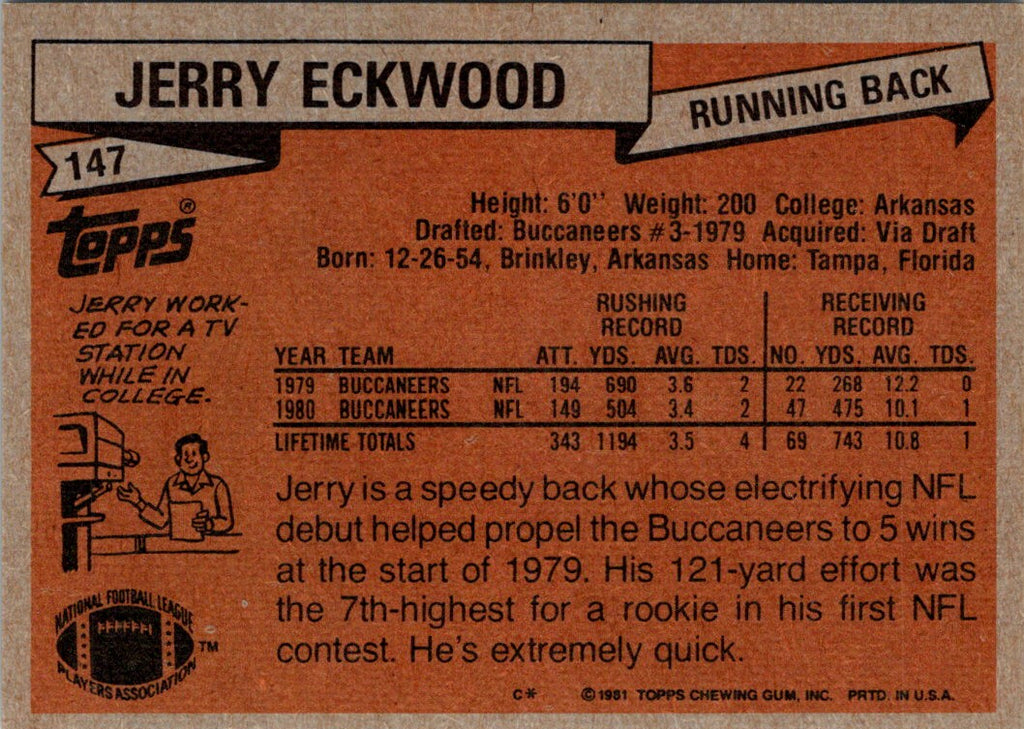 JERRY ECKWOOD
RUNNING BACK
147
topps®
Height: 6'0'' Weight: 200 College: Arkansas
Drafted: Buccaneers #3-1979 Acquired: Via Draft
Born: 12-26-54, Brinkley, Arkansas Home: Tampa, Florida
JERRY WORK-
ED FOR A TV
STATION
WHILE IN
COLLEGE.
RUSHING RECEIVING
RECORD RECORD
YEAR TEAM ATT. YDS. AVG. TDS. NO. YDS. AVG. TDS.
1979 BUCCANEERS NFL 194 690 3.6 2 22 268 12.2 0
1980 BUCCANEERS NFL 149 504 3.4 2 47 475 10.1 1
LIFETIME TOTALS 343 1194 3.5 4 69 743 10.8 1
Jerry is a speedy back whose electrifying NFL
debut helped propel the Buccaneers to 5 wins
at the start of 1979. His 121-yard effort was
the 7th-highest for a rookie in his first NFL
contest. He's extremely quick.
NATIONAL FOOTBALL LEAGUE
PLAYERS ASSOCIATION
TM
C* ©1981 TOPPS CHEWING GUM, INC. PRTD. IN U.S.A.